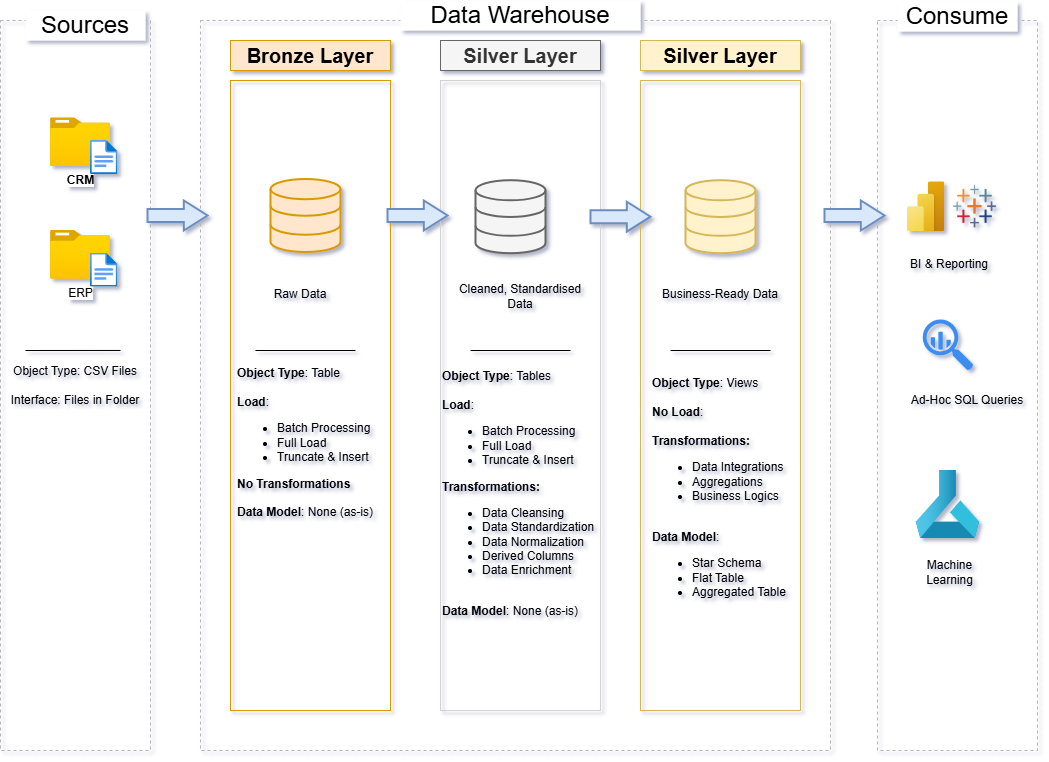 Sources
Data Warehouse
Consume
Bronze Layer
Silver Layer
Silver Layer
CRM
ERP
Object Type: CSV Files
Interface: Files in Folder
Raw Data
Object Type: Table
Load:
Batch Processing
Full Load
Truncate & Insert
No Transformations
Data Model: None (as-is)
Cleaned, Standardised
Data
Object Type: Tables
Load:
Batch Processing
Full Load
Truncate & Insert
Transformations:
Data Cleansing
Data Standardization
Data Normalization
Derived Columns
Data Enrichment
Data Model: None (as-is)
Business-Ready Data
Object Type: Views
No Load:
Transformations:
Data Integrations
Aggregations
Business Logics
Data Model:
Star Schema
Flat Table
Aggregated Table
BI & Reporting
Ad-Hoc SQL Queries
Machine
Learning